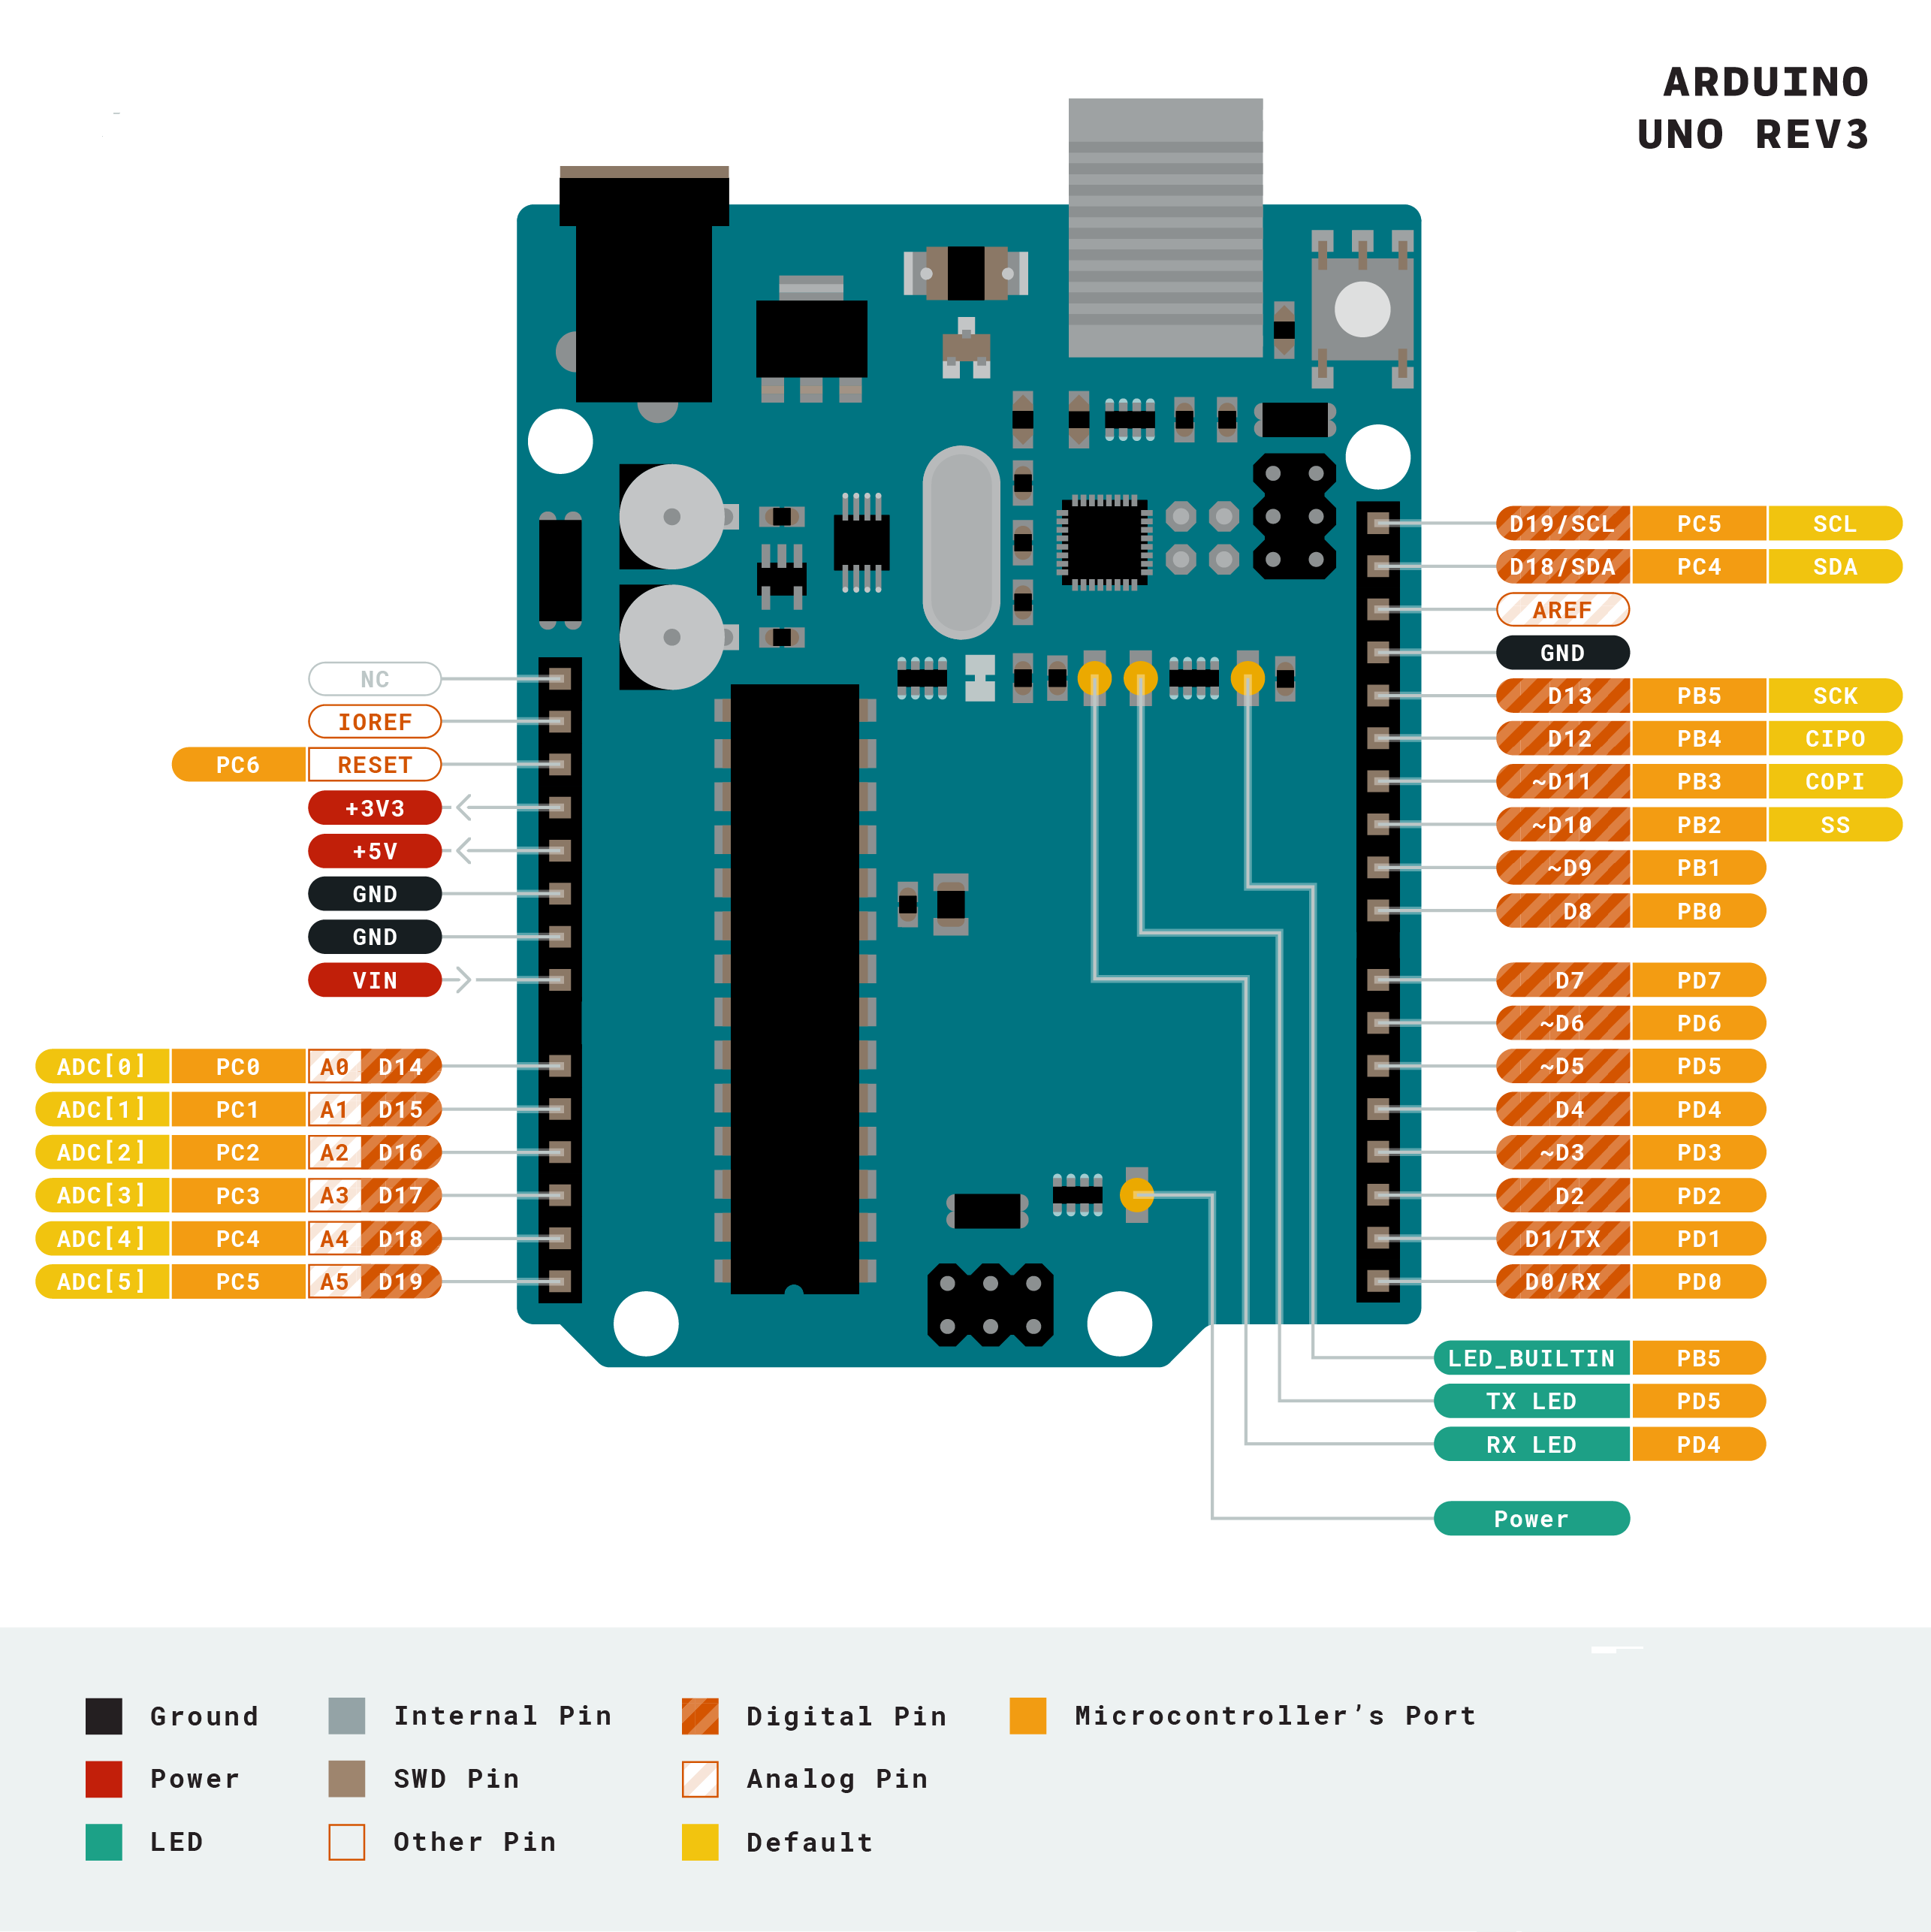 ARDUINO
UNO REV3
NC
IOREF
PC6 RESET
+3V3
+5V
GND
GND
VIN
ADC[0] PC0 A0 D14
ADC[1] PC1 A1 D15
ADC[2] PC2 A2 D16
ADC[3] PC3 A3 D17
ADC[4] PC4 A4 D18
ADC[5] PC5 A5 D19
D19/SCL PC5 SCL
D18/SDA PC4 SDA
AREF
GND
D13 PB5 SCK
D12 PB4 CIPO
~D11 PB3 COPI
~D10 PB2 SS
~D9 PB1
D8 PB0
D7 PD7
~D6 PD6
~D5 PD5
D4 PD4
~D3 PD3
D2 PD2
D1/TX PD1
D0/RX PD0
LED_BUILTIN PB5
TX LED PD5
RX LED PD4
Power
Ground
Power
LED
Internal Pin
SWD Pin
Other Pin
Digital Pin
Analog Pin
Default
Microcontroller’s Port